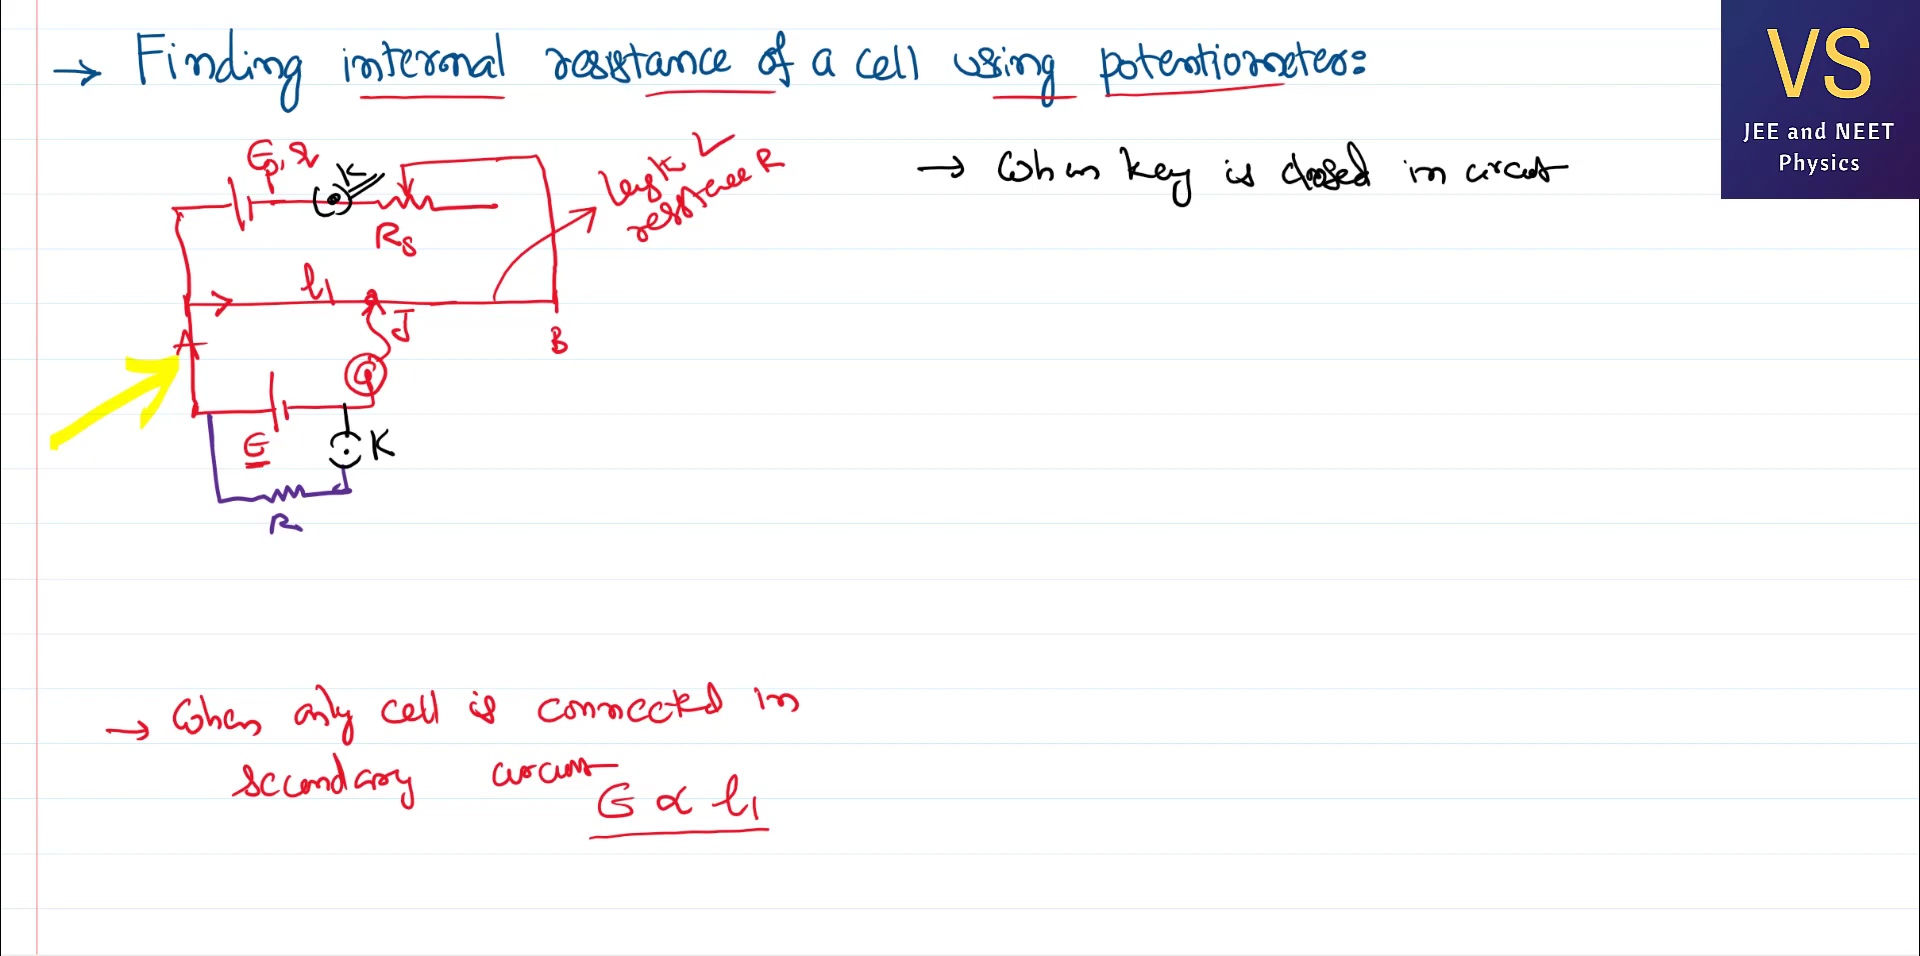 → Finding internal resistance of a cell using potentiometer:
VS
JEE and NEET
Physics
Ep, r
K
Rs
length L
resistance R
→ When key is closed in circuit
l1
A
J
B
G
E
K
R
→ When only cell is connected in
secondary circuit
E ∝ l1